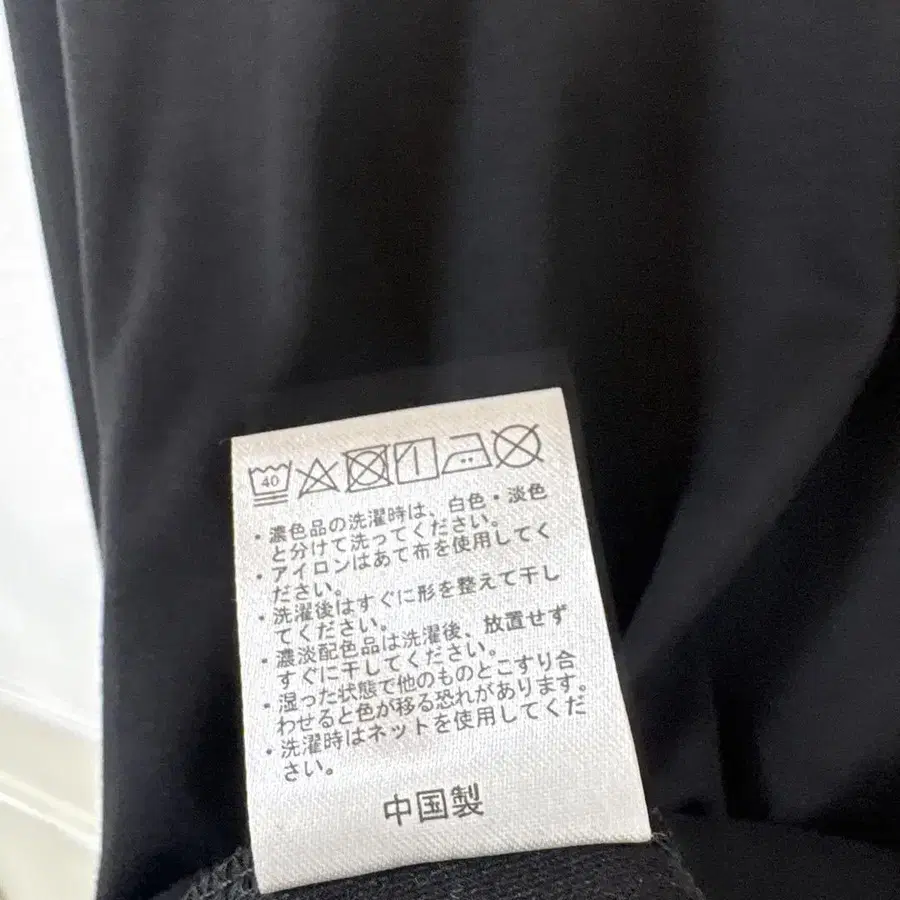 40
・濃色品の洗濯時は、白色・淡色
と分けて洗ってください。
・アイロンはあて布を使用してく
ださい。
・洗濯後はすぐに形を整えて干し
てください。
・濃淡配色品は洗濯後、放置せず
すぐに干してください。
・湿った状態で他のものとこすり合
わせると色が移る恐れがあります。
・洗濯時はネットを使用してくだ
さい。
中国製